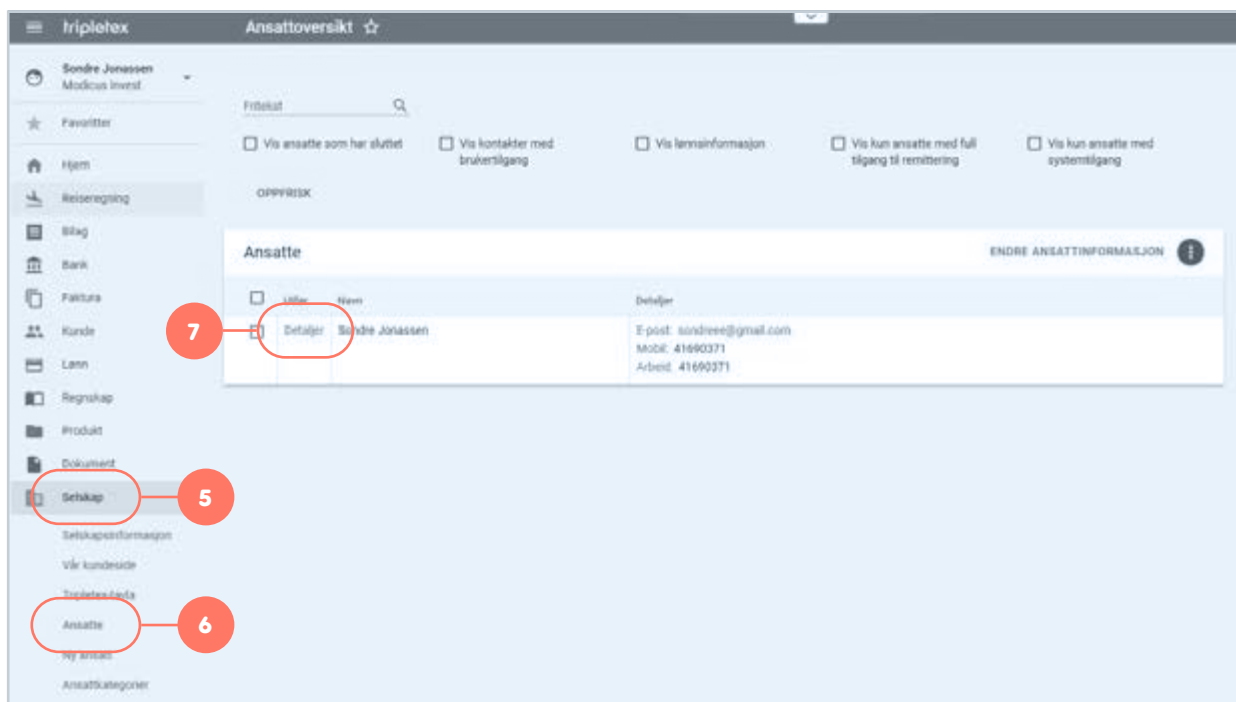 tripletex
Ansattoversikt
Sondre Jonassen
Modicus Invest
Favoritter
Hjem
Reiseregning
Bilag
Bank
Faktura
Kunde
Lønn
Regnskap
Produkt
Dokument
Selskap
Selskapsinformasjon
Vår kundeside
Ansatte
Ny ansatt
Ansattkategorier
5
6
7
Fritekst
Vis ansatte som har sluttet
Vis kontakter med
brukertilgang
Vis lønnsinformasjon
Vis kun ansatte med full
tilgang til remittering
Vis kun ansatte med
systemtilgang
OPPFRISK
Ansatte
ENDRE ANSATTINFORMASJON
Navn
Detaljer
Detaljer
Sondre Jonassen
E-post: sondreee@gmail.com
Mobil: 41690371
Arbeid: 41690371